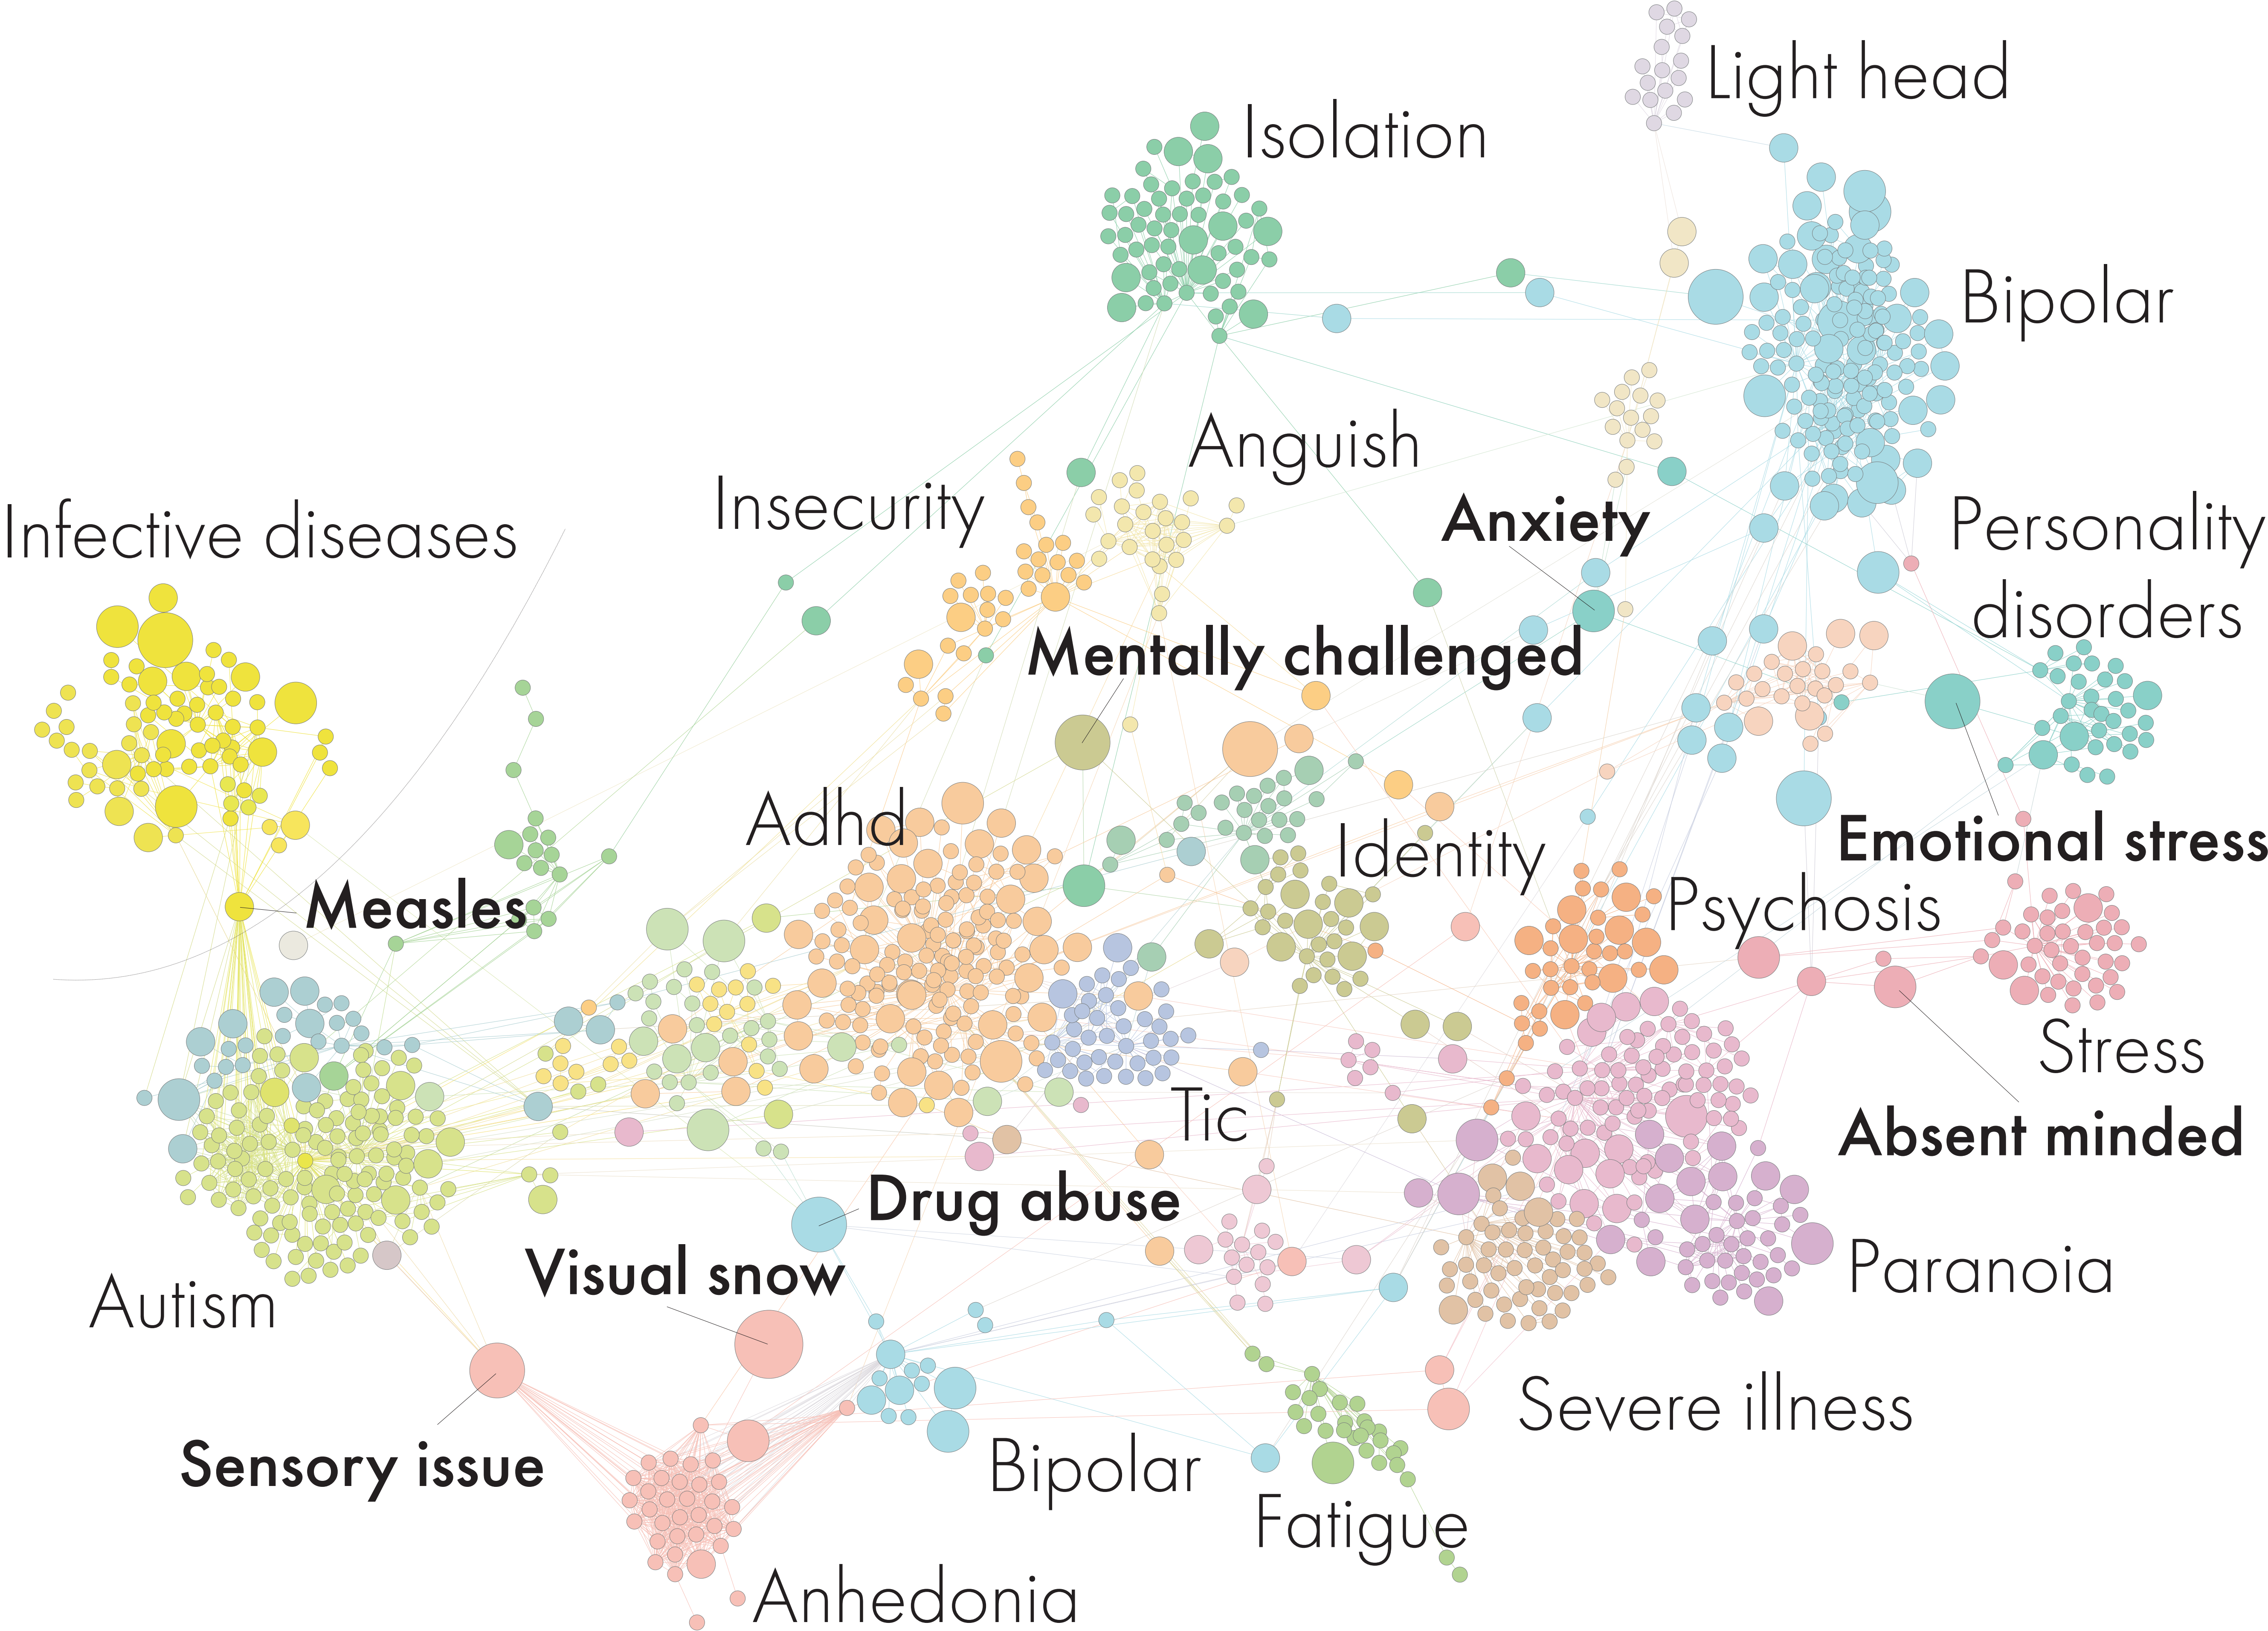 Light head
Isolation
Bipolar
Anguish
Insecurity
Anxiety
Infective diseases
Personality
disorders
Mentally challenged
Adhd
Identity
Emotional stress
Measles
Psychosis
Stress
Tic
Absent minded
Drug abuse
Visual snow
Paranoia
Autism
Severe illness
Sensory issue
Bipolar
Fatigue
Anhedonia